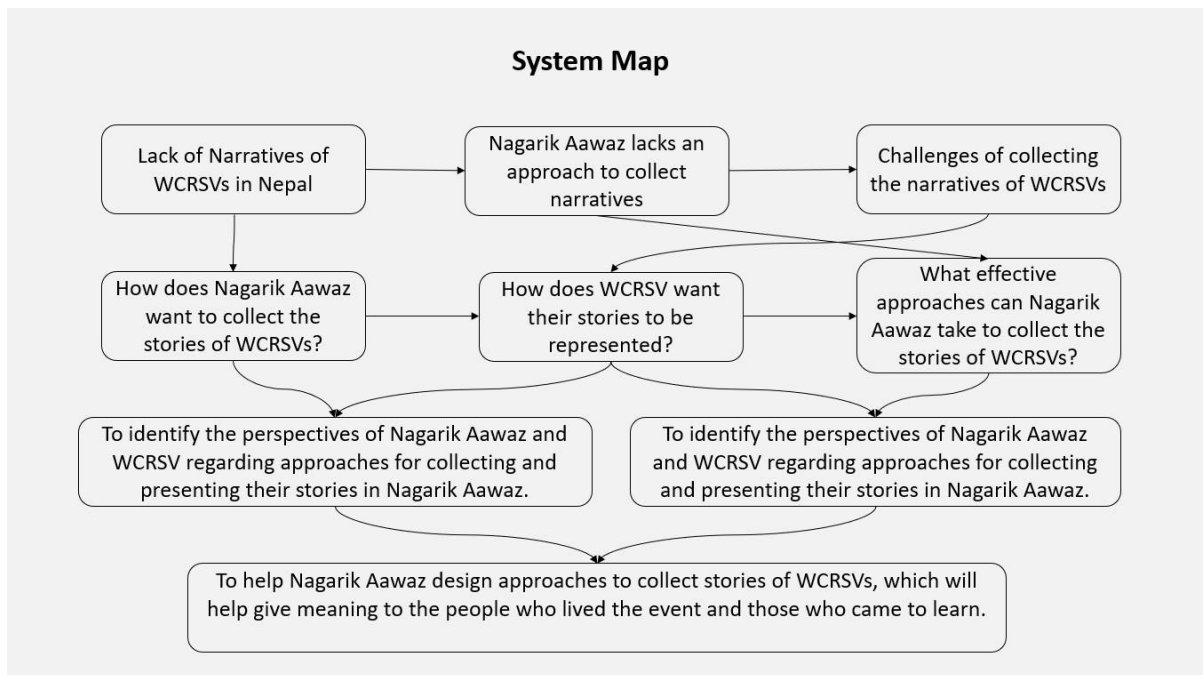 System Map
Lack of Narratives of
WCRSVs in Nepal
Nagarik Aawaz lacks an
approach to collect
narratives
Challenges of collecting
the narratives of WCRSVs
How does Nagarik Aawaz
want to collect the
stories of WCRSVs?
How does WCRSV want
their stories to be
represented?
What effective
approaches can Nagarik
Aawaz take to collect the
stories of WCRSVs?
To identify the perspectives of Nagarik Aawaz and
WCRSV regarding approaches for collecting and
presenting their stories in Nagarik Aawaz.
To identify the perspectives of Nagarik Aawaz
and WCRSV regarding approaches for collecting
and presenting their stories in Nagarik Aawaz.
To help Nagarik Aawaz design approaches to collect stories of WCRSVs, which will
help give meaning to the people who lived the event and those who came to learn.